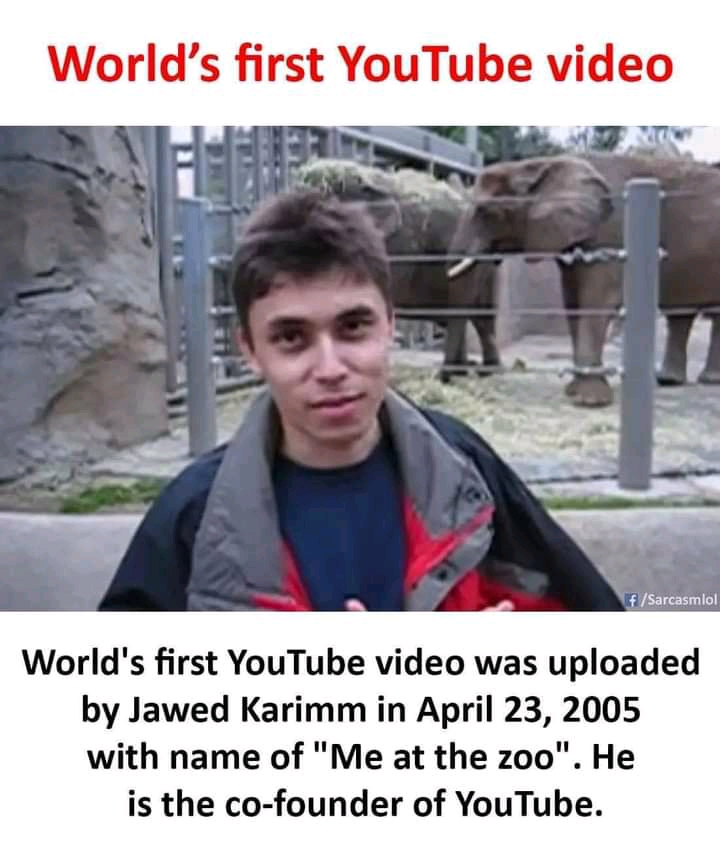 World’s first YouTube video
f /Sarcasmlol
World's first YouTube video was uploaded
by Jawed Karimm in April 23, 2005
with name of "Me at the zoo". He
is the co-founder of YouTube.